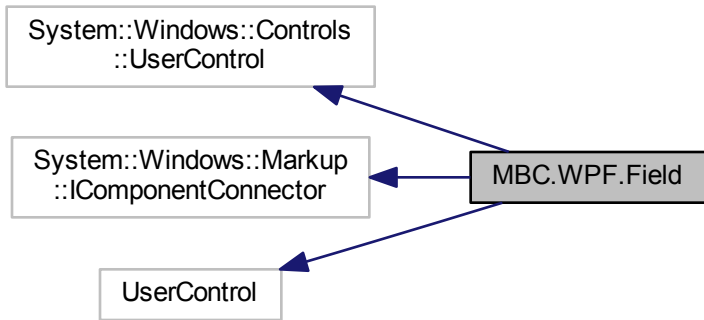 System::Windows::Controls
::UserControl
System::Windows::Markup
::IComponentConnector
MBC.WPF.Field
UserControl